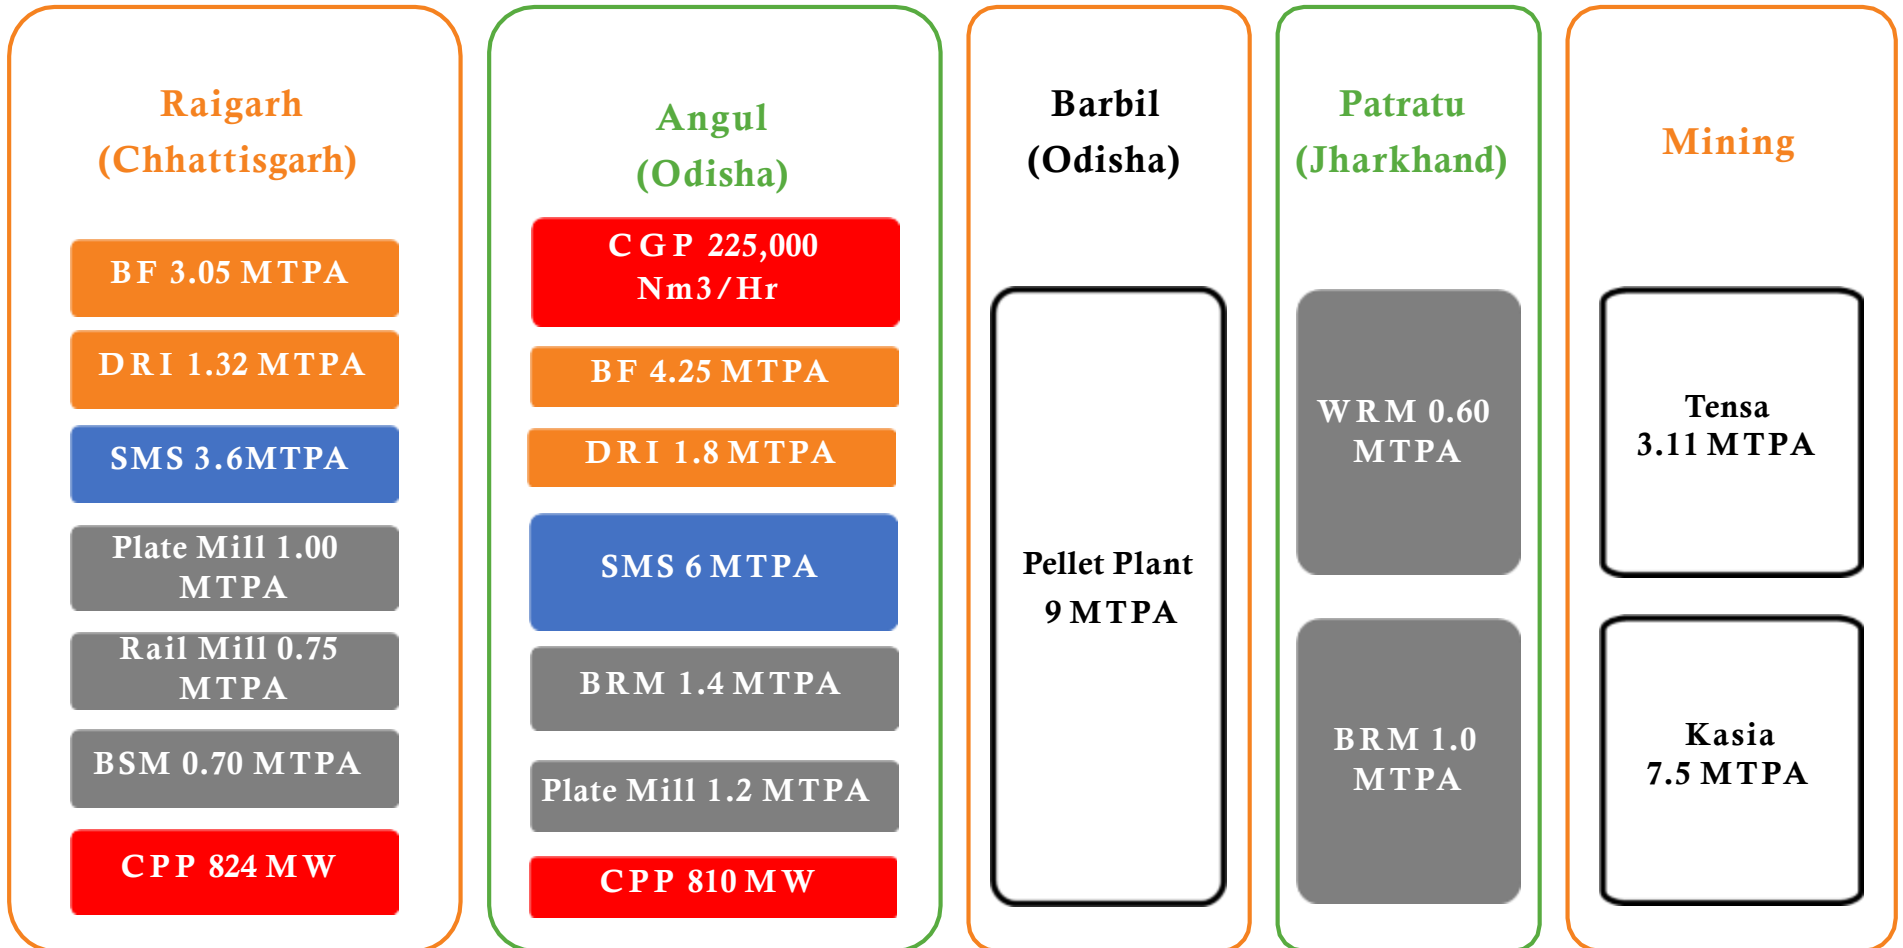 Raigarh
(Chhattisgarh)
BF 3.05 MTPA
DRI 1.32 MTPA
SMS 3.6MTPA
Plate Mill 1.00
MTPA
Rail Mill 0.75
MTPA
BSM 0.70 MTPA
CPP 824 MW
Angul
(Odisha)
CGP 225,000
Nm3/Hr
BF 4.25 MTPA
DRI 1.8 MTPA
SMS 6 MTPA
BRM 1.4 MTPA
Plate Mill 1.2 MTPA
CPP 810 MW
Barbil
(Odisha)
Pellet Plant
9 MTPA
Patratu
(Jharkhand)
WRM 0.60
MTPA
BRM 1.0
MTPA
Mining
Tensa
3.11 MTPA
Kasia
7.5 MTPA